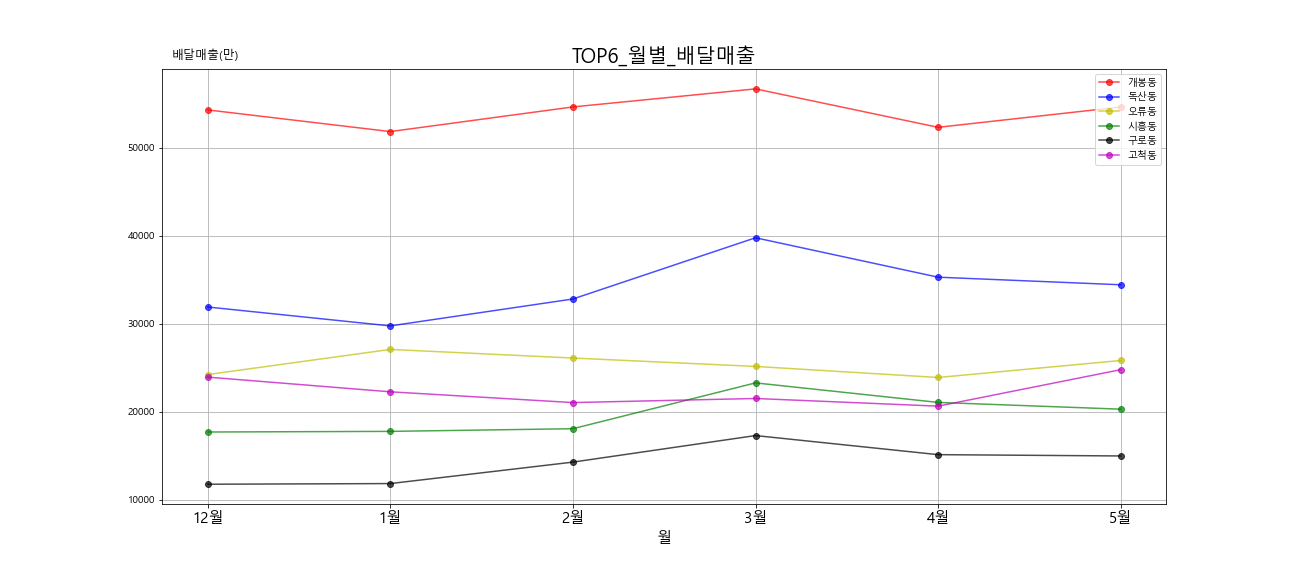 TOP6_월별_배달매출
배달매출(만)
개봉동
독산동
오류동
시흥동
구로동
고척동
50000
40000
30000
20000
10000
12월
1월
2월
3월
4월
5월
월